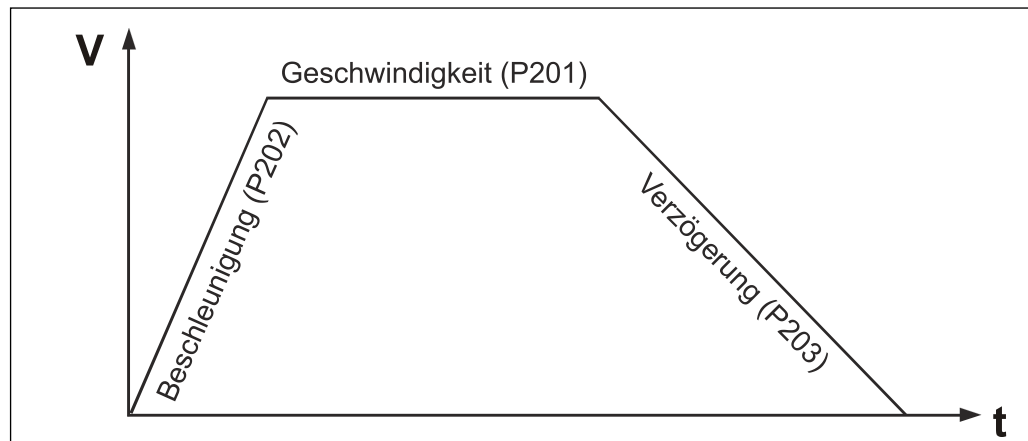 V
Geschwindigkeit (P201)
Beschleunigung (P202)
Verzögerung (P203)
t